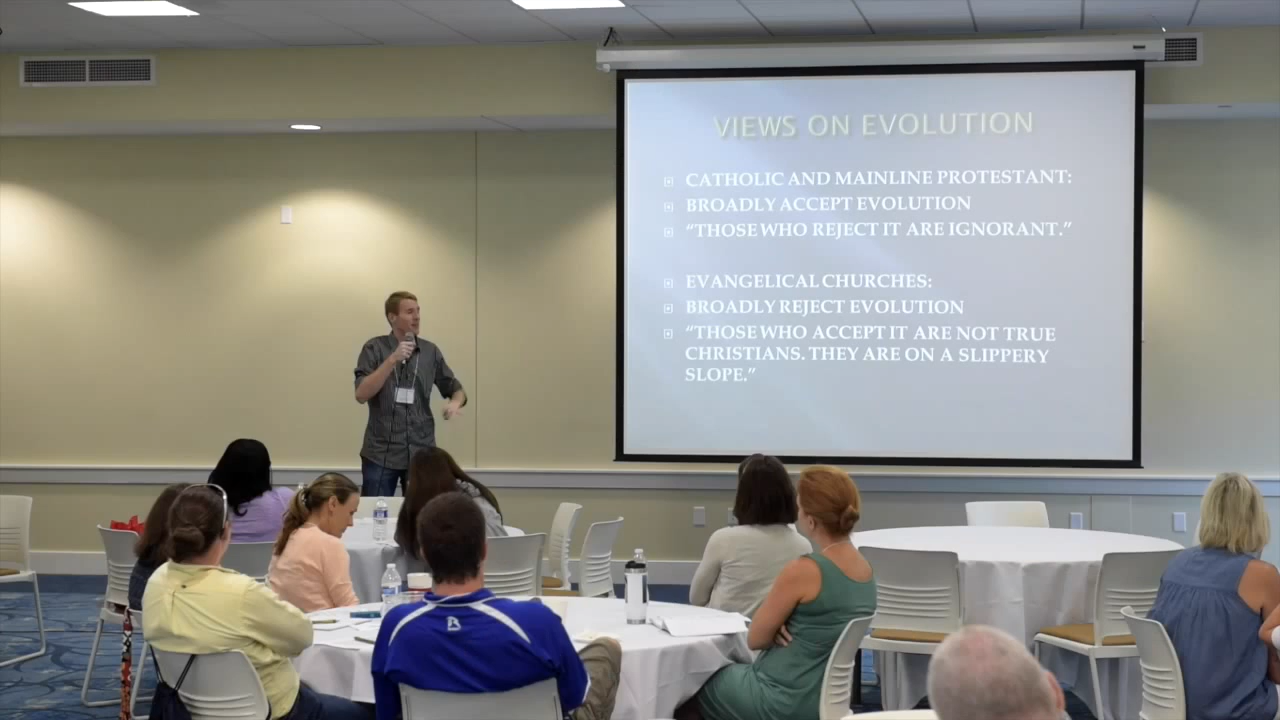 VIEWS ON EVOLUTION
CATHOLIC AND MAINLINE PROTESTANT:
BROADLY ACCEPT EVOLUTION
“THOSE WHO REJECT IT ARE IGNORANT.”
EVANGELICAL CHURCHES:
BROADLY REJECT EVOLUTION
“THOSE WHO ACCEPT IT ARE NOT TRUE
CHRISTIANS. THEY ARE ON A SLIPPERY
SLOPE.”